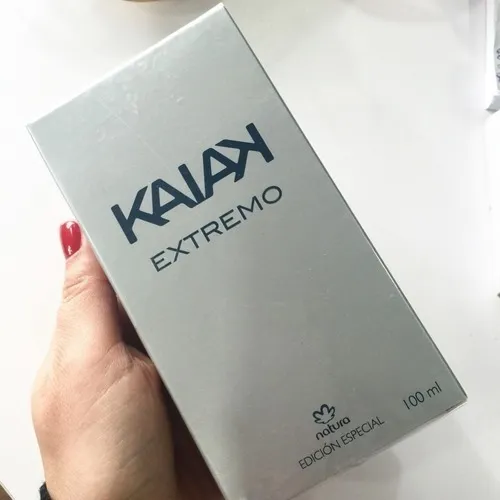 KAIAK
EXTREMO
natura
EDICIÓN ESPECIAL
100 ml